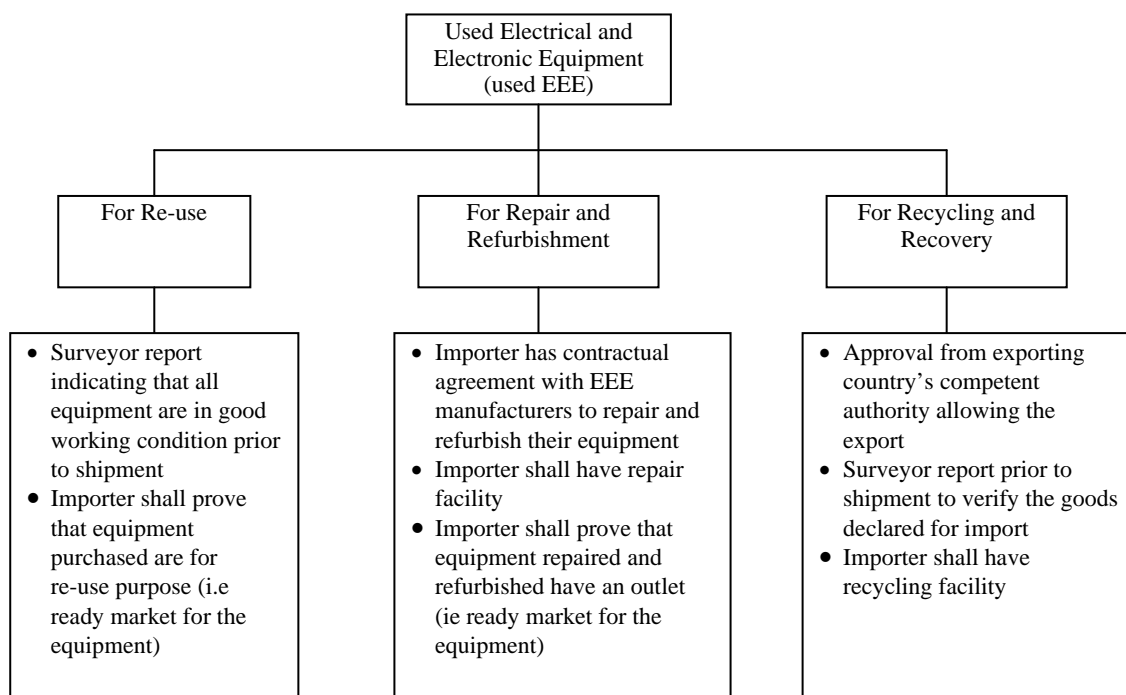 Used Electrical and
Electronic Equipment
(used EEE)
For Re-use
For Repair and
Refurbishment
For Recycling and
Recovery
• Surveyor report
indicating that all
equipment are in good
working condition prior
to shipment
• Importer shall prove
that equipment
purchased are for
re-use purpose (i.e
ready market for the
equipment)
• Importer has contractual
agreement with EEE
manufacturers to repair and
refurbish their equipment
• Importer shall have repair
facility
• Importer shall prove that
equipment repaired and
refurbished have an outlet
(ie ready market for the
equipment)
• Approval from exporting
country's competent
authority allowing the
export
• Surveyor report prior to
shipment to verify the goods
declared for import
• Importer shall have
recycling facility